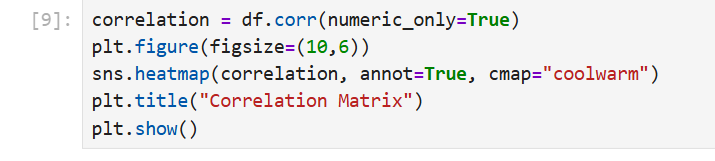 [9]: correlation = df.corr(numeric_only=True)
plt.figure(figsize=(10,6))
sns.heatmap(correlation, annot=True, cmap="coolwarm")
plt.title("Correlation Matrix")
plt.show()